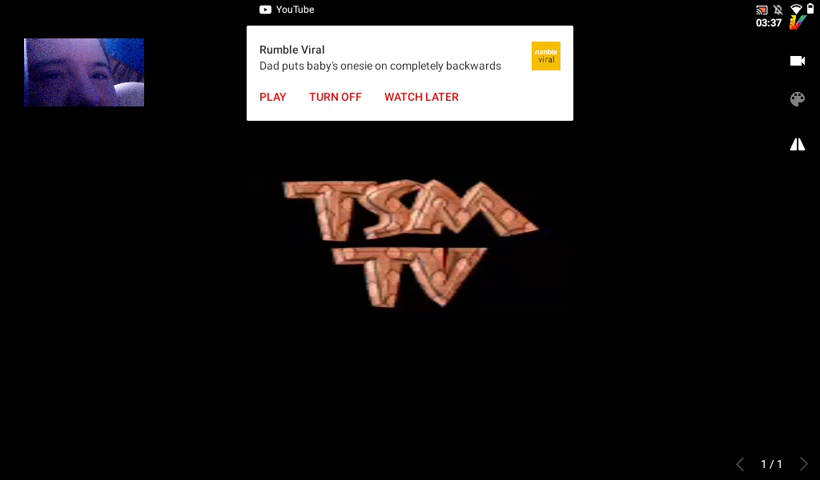 YouTube
03:37
Rumble Viral
Dad puts baby's onesie on completely backwards
rumble
viral
PLAY TURN OFF WATCH LATER
TSM
TV
1 / 1